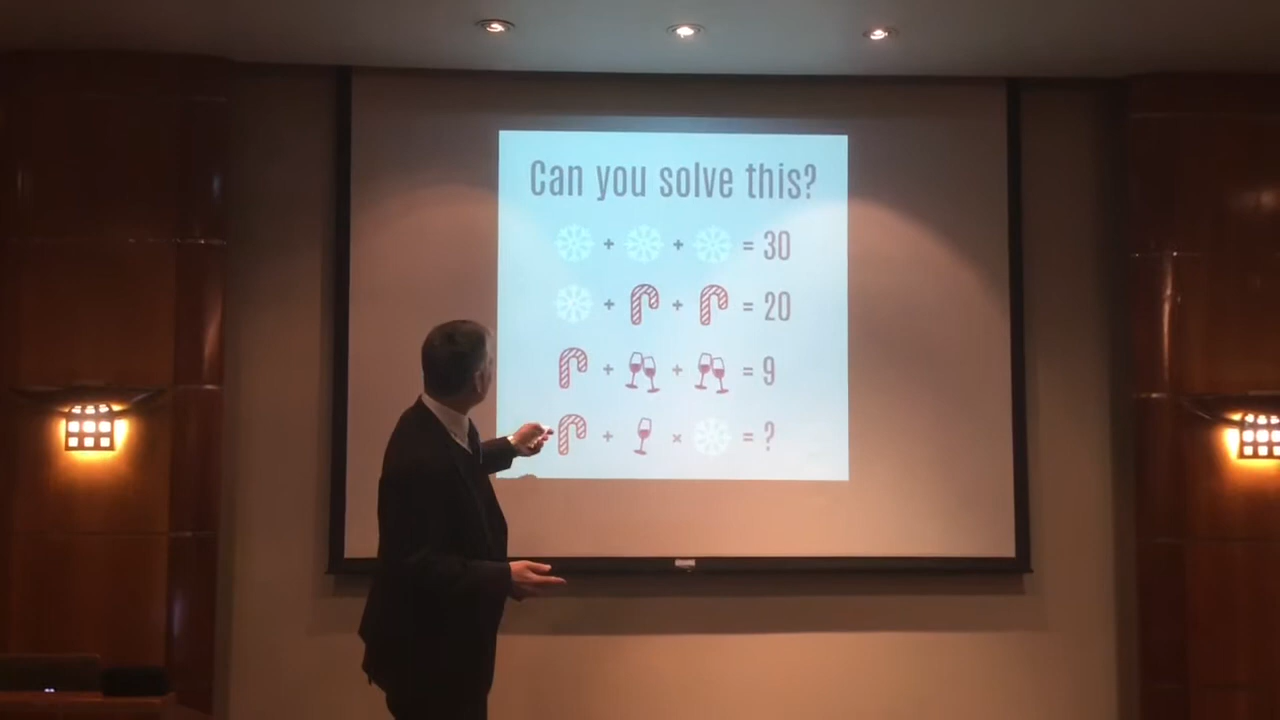 Can you solve this?
+ + = 30
+ + = 20
+ + = 9
+ × = ?